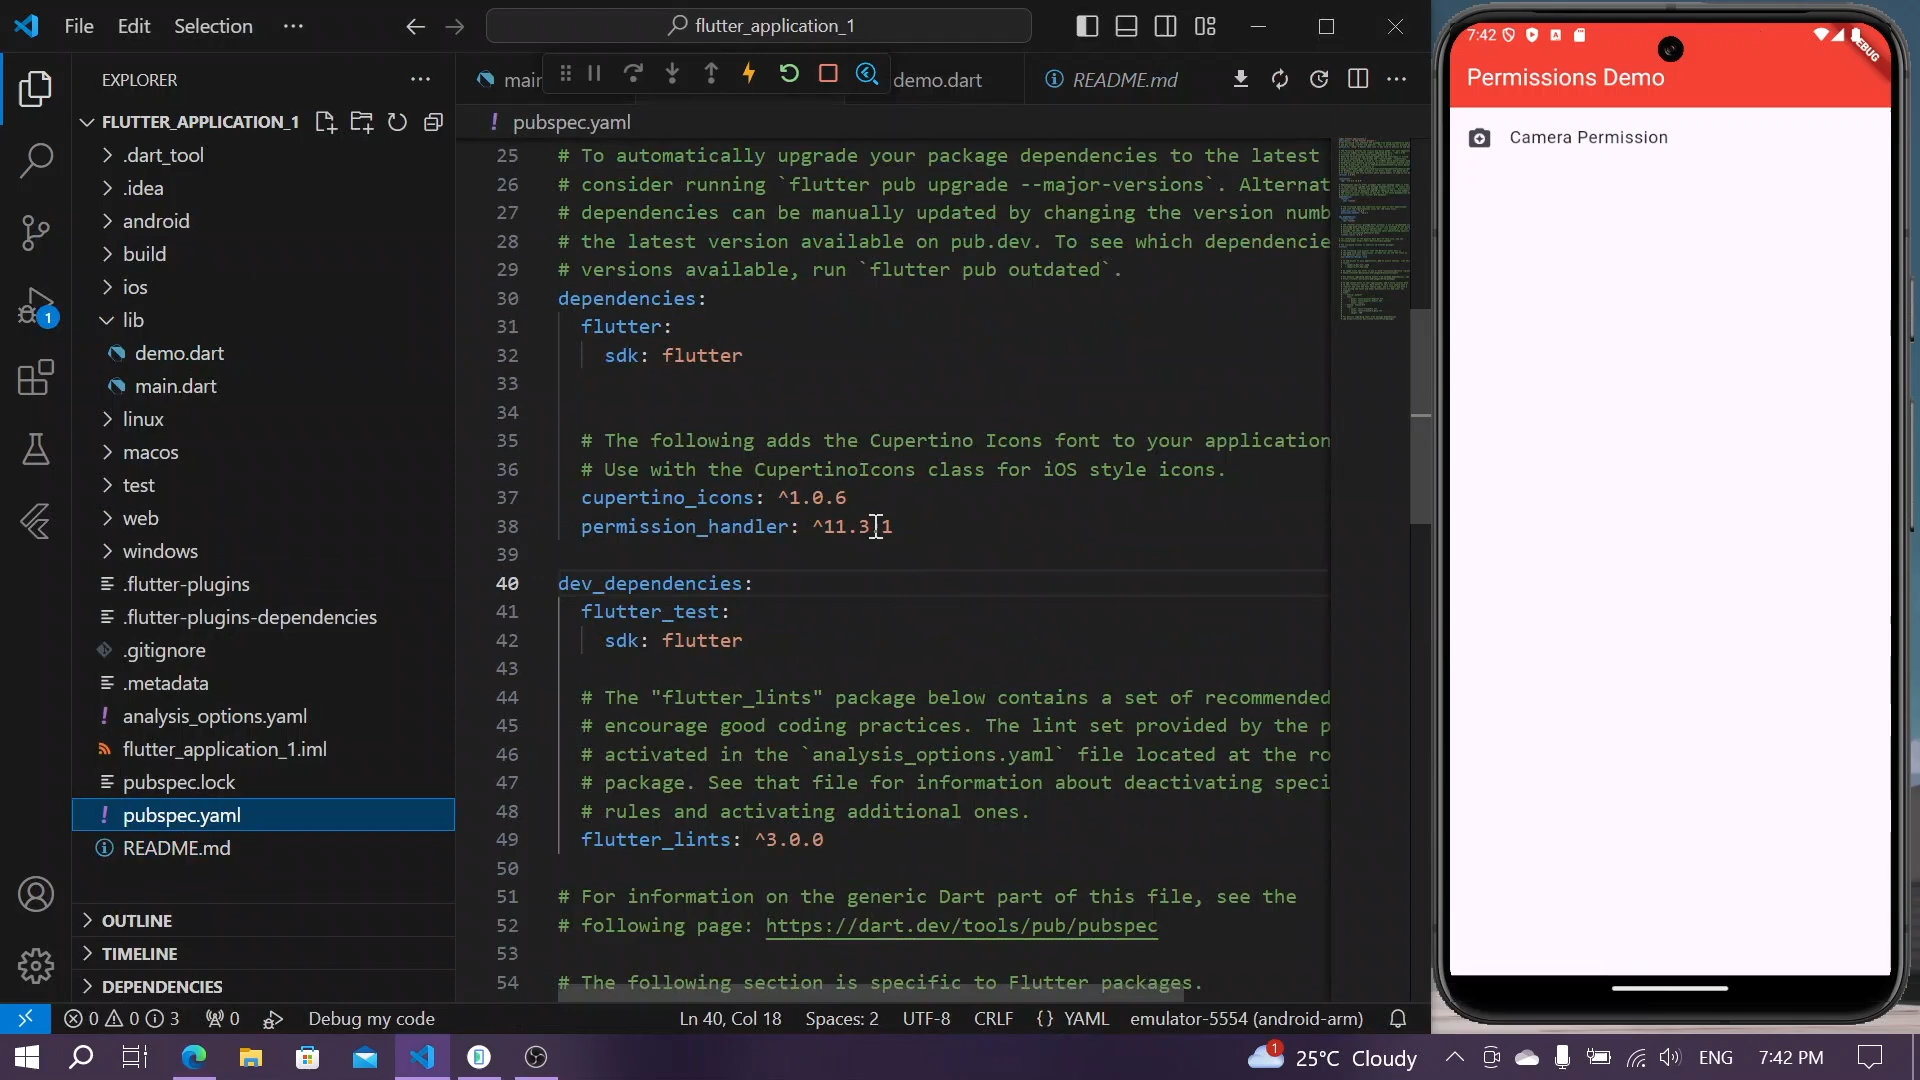 File Edit Selection ···
flutter_application_1
EXPLORER
FLUTTER_APPLICATION_1
.dart_tool
.idea
android
build
ios
lib
demo.dart
main.dart
linux
macos
test
web
windows
.flutter-plugins
.flutter-plugins-dependencies
.gitignore
.metadata
analysis_options.yaml
flutter_application_1.iml
pubspec.lock
pubspec.yaml
README.md
OUTLINE
TIMELINE
DEPENDENCIES
1
main
demo.dart
README.md
! pubspec.yaml
25 # To automatically upgrade your package dependencies to the latest
26 # consider running `flutter pub upgrade --major-versions`. Alternat
27 # dependencies can be manually updated by changing the version numb
28 # the latest version available on pub.dev. To see which dependencie
29 # versions available, run `flutter pub outdated`.
30 dependencies:
31 flutter:
32 sdk: flutter
33
34
35 # The following adds the Cupertino Icons font to your application
36 # Use with the CupertinoIcons class for iOS style icons.
37 cupertino_icons: ^1.0.6
38 permission_handler: ^11.3.1
39
40 dev_dependencies:
41 flutter_test:
42 sdk: flutter
43
44 # The "flutter_lints" package below contains a set of recommended
45 # encourage good coding practices. The lint set provided by the p
46 # activated in the `analysis_options.yaml` file located at the ro
47 # package. See that file for information about deactivating speci
48 # rules and activating additional ones.
49 flutter_lints: ^3.0.0
50
51 # For information on the generic Dart part of this file, see the
52 # following page: https://dart.dev/tools/pub/pubspec
53
54 # The following section is specific to Flutter packages.
0 0 3 0 Debug my code Ln 40, Col 18 Spaces: 2 UTF-8 CRLF {} YAML emulator-5554 (android-arm)
7:42
DEBUG
Permissions Demo
Camera Permission
1 25°C Cloudy ENG 7:42 PM